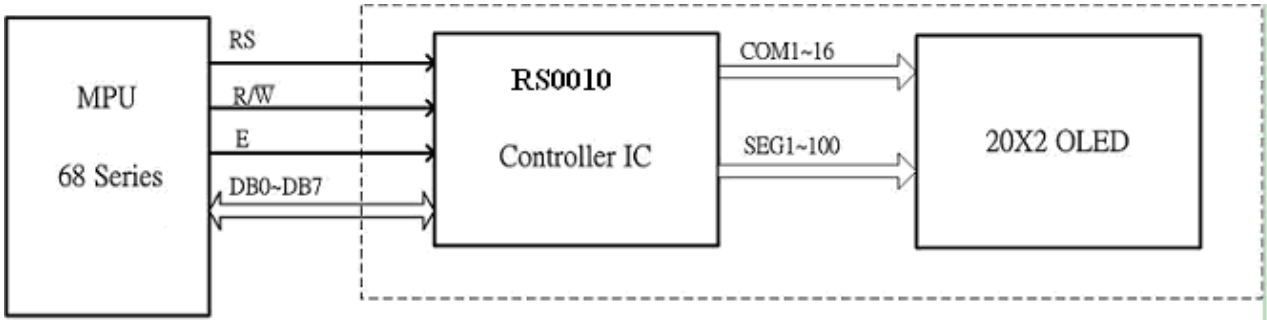 MPU
68 Series
RS
R/W
E
DB0~DB7
RS0010
Controller IC
COM1~16
SEG1~100
20X2 OLED